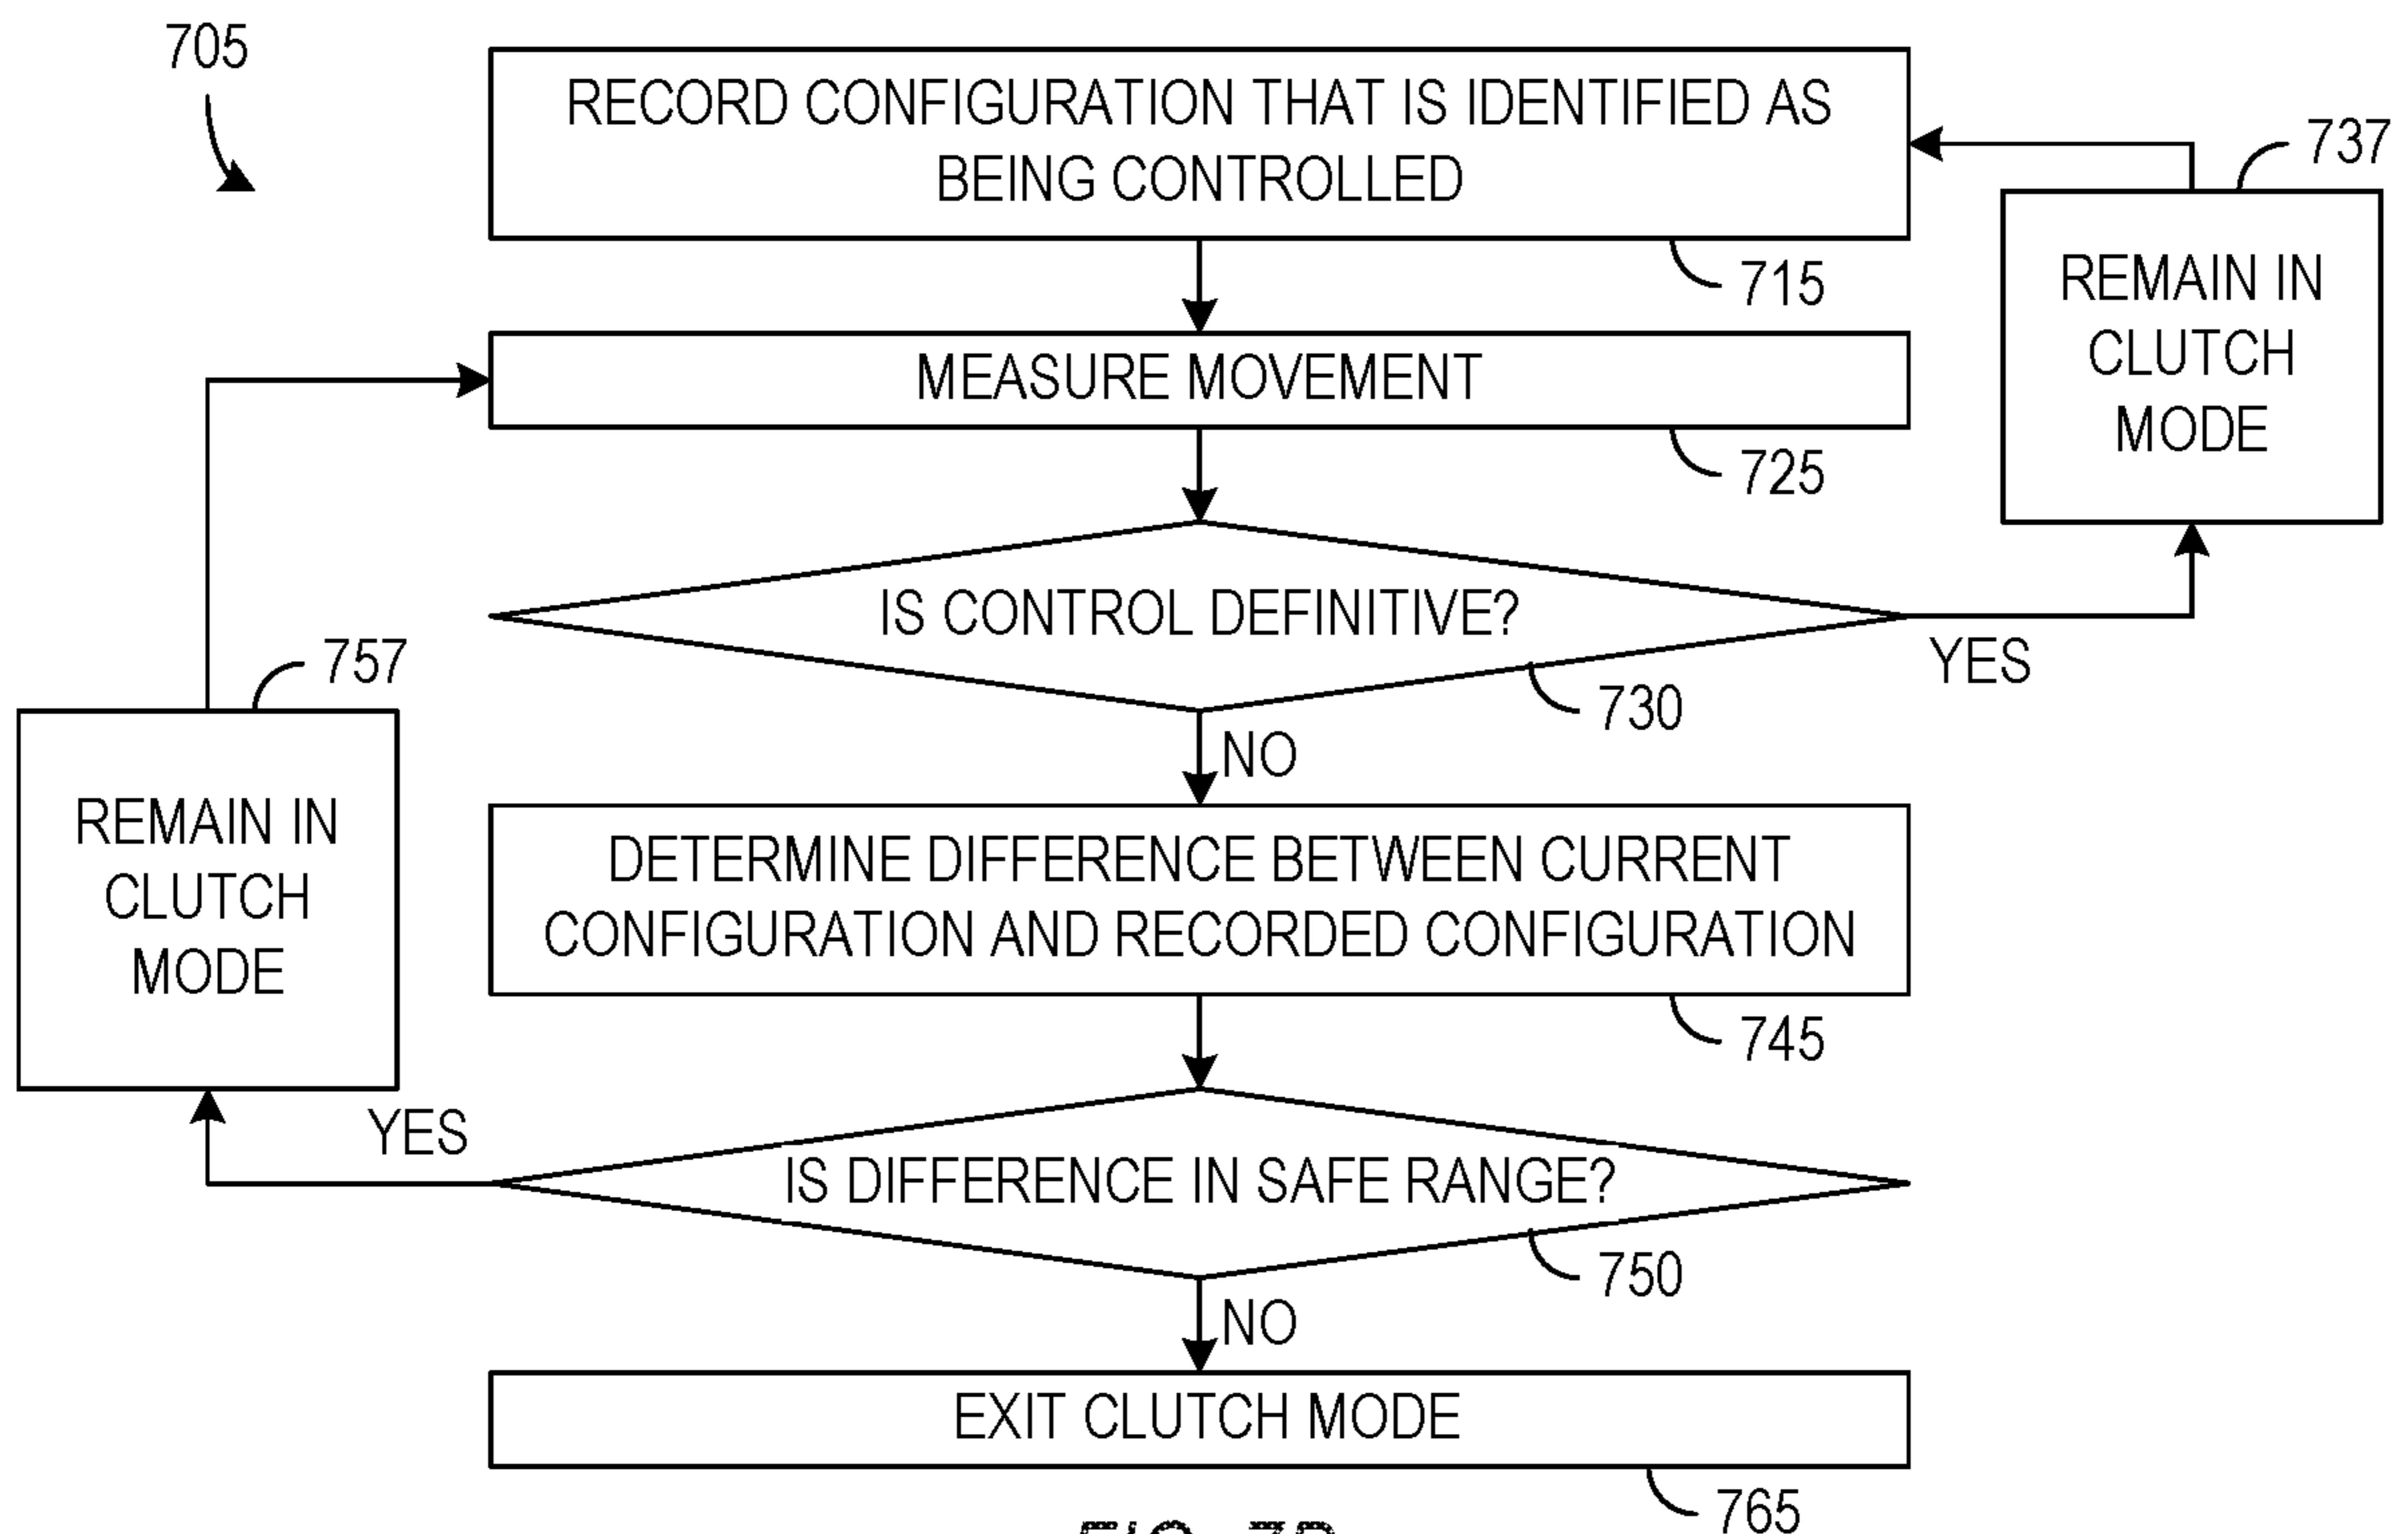 705
RECORD CONFIGURATION THAT IS IDENTIFIED AS
BEING CONTROLLED
715
737
REMAIN IN
CLUTCH
MODE
MEASURE MOVEMENT
725
IS CONTROL DEFINITIVE?
730
YES
NO
757
REMAIN IN
CLUTCH
MODE
DETERMINE DIFFERENCE BETWEEN CURRENT
CONFIGURATION AND RECORDED CONFIGURATION
745
YES
IS DIFFERENCE IN SAFE RANGE?
750
NO
EXIT CLUTCH MODE
765